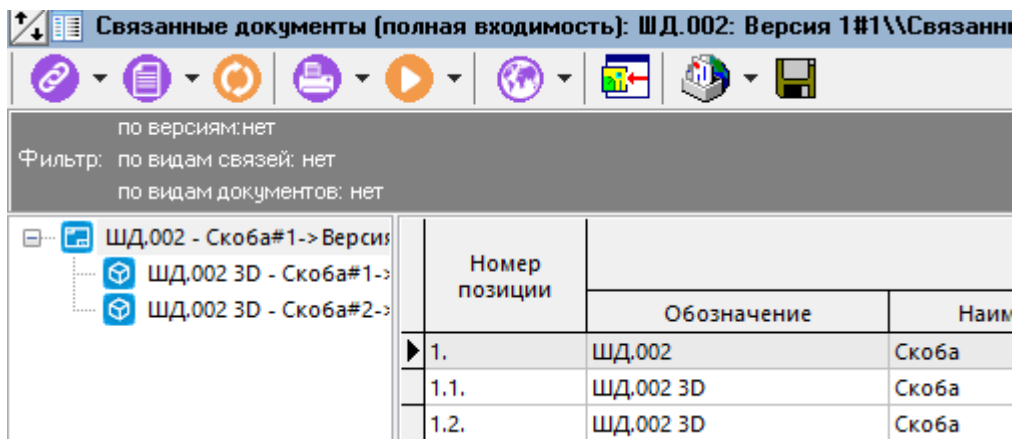 Связанные документы (полная входимость): ШД.002: Версия 1#1\\Связанн
по версиям:нет
Фильтр: по видам связей: нет
по видам документов: нет
ШД.002 - Скоба#1->Версия
ШД.002 3D - Скоба#1->
ШД.002 3D - Скоба#2->
Номер
позиции
Обозначение Наим
1. ШД.002 Скоба
1.1. ШД.002 3D Скоба
1.2. ШД.002 3D Скоба